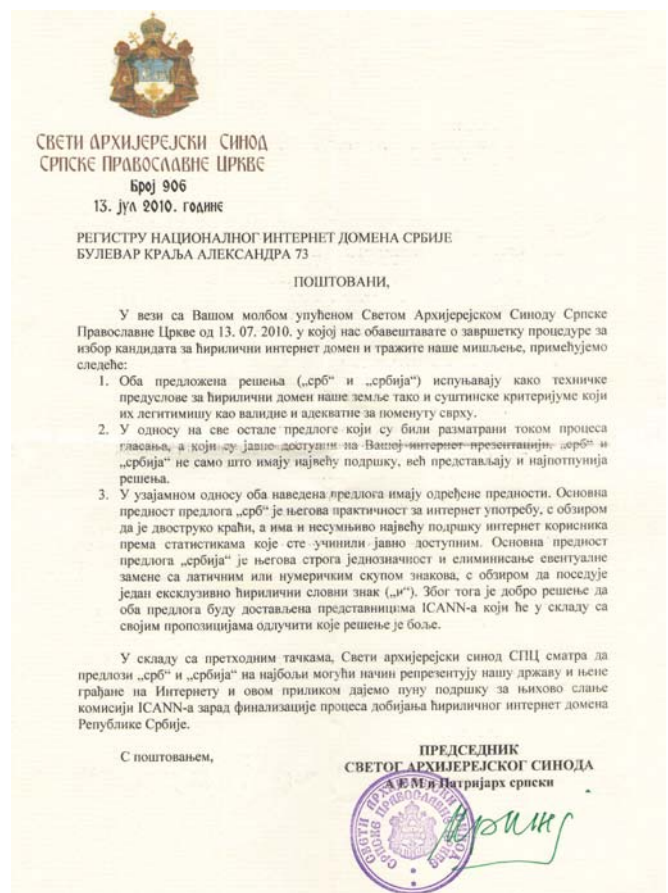 СВЕТИ АРХИЈЕРЕЈСКИ СИНОД
СРПСКЕ ПРАВОСЛАВНЕ ЦРКВЕ
Број 906
13. јул 2010. године
РЕГИСТРУ НАЦИОНАЛНОГ ИНТЕРНЕТ ДОМЕНА СРБИЈЕ
БУЛЕВАР КРАЉА АЛЕКСАНДРА 73
ПОШТОВАНИ,
У вези са Вашом молбом упућеном Светом Архијерејском Синоду Српске
Православне Цркве од 13. 07. 2010. у којој нас обавештавате о завршетку процедуре за
избор кандидата за ћирилични интернет домен и тражите наше мишљење, примећујемо
следеће:
1. Оба предложена решења („срб“ и „србија“) испуњавају како техничке
предуслове за ћирилични домен наше земље тако и суштинске критеријуме који
их легитимишу као валидне и адекватне за поменуту сврху.
2. У односу на све остале предлоге који су били разматрани током процеса
гласања, а који су јавно доступни на Вашој интернет презентацији, „срб“ и
„србија“ не само што имају највећу подршку, већ представљају и најпотпунија
решења.
3. У узајамном односу оба наведена предлога имају одређене предности. Основна
предност предлога „срб“ је његова практичност за интернет употребу, с обзиром
да је двоструко краћи, а има и несумњиво највећу подршку интернет корисника
према статистикама које сте учинили јавно доступним. Основна предност
предлога „србија“ је његова строга једнозначност и елиминисање евентуалне
замене са латичним или нумеричким скупом знакова, с обзиром да поседује
један ексклузивно ћирилични словни знак („и“). Због тога је добро решење да
оба предлога буду достављена представницима ICANN-а који ће у складу са
својим пропозицијама одлучити које решење је боље.
У складу са претходним тачкама, Свети архијерејски синод СПЦ сматра да
предлози „срб“ и „србија“ на најбољи могући начин репрезентују нашу државу и њене
грађане на Интернету и овом приликом дајемо пуну подршку за њихово слање
комисији ICANN-а зарад финализације процеса добијања ћириличног интернет домена
Републике Србије.
С поштовањем,
ПРЕДСЕДНИК
СВЕТОГ АРХИЈЕРЕЈСКОГ СИНОДА
А Е М и Патријарх српски
СВЕТИ АРХИЈЕРЕЈСКИ СИНОД
СРПСКЕ ПРАВОСЛАВНЕ ЦРКВЕ